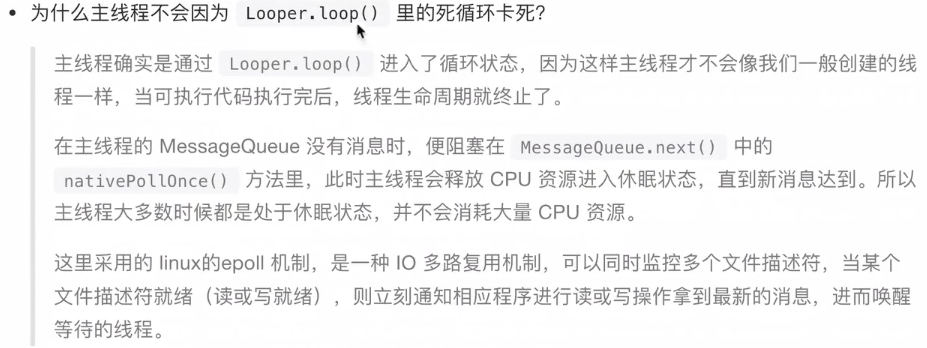 为什么主线程不会因为 Looper.loop() 里的死循环卡死?
主线程确实是通过 Looper.loop() 进入了循环状态，因为这样主线程才不会像我们一般创建的线
程一样，当可执行代码执行完后，线程生命周期就终止了。
在主线程的 MessageQueue 没有消息时，便阻塞在 MessageQueue.next() 中的
nativePollOnce() 方法里，此时主线程会释放 CPU 资源进入休眠状态，直到新消息达到。所以
主线程大多数时候都是处于休眠状态，并不会消耗大量 CPU 资源。
这里采用的 linux的epoll 机制，是一种 IO 多路复用机制，可以同时监控多个文件描述符，当某个
文件描述符就绪（读或写就绪），则立刻通知相应程序进行读或写操作拿到最新的消息，进而唤醒
等待的线程。